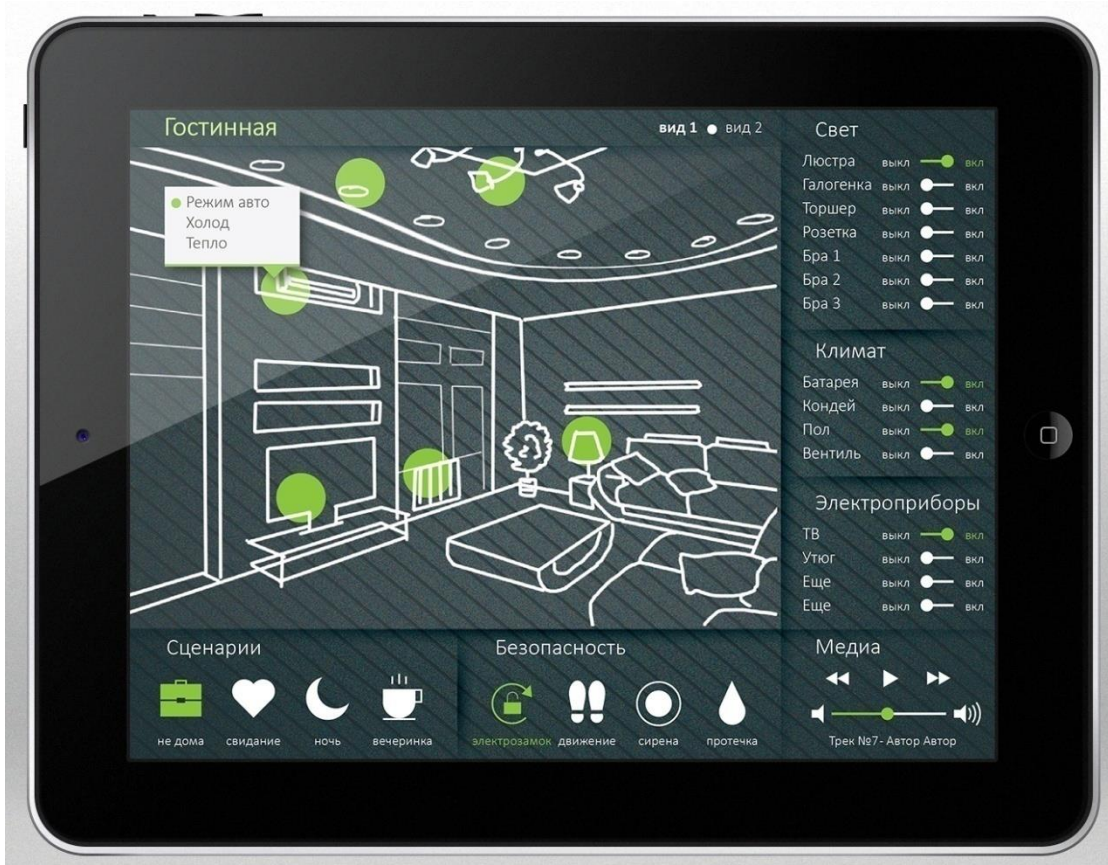 Гостинная
вид 1 вид 2
Режим авто
Холод
Тепло
Свет
Люстра выкл вкл
Галогенка выкл вкл
Торшер выкл вкл
Розетка выкл вкл
Бра 1 выкл вкл
Бра 2 выкл вкл
Бра 3 выкл вкл
Климат
Батарея выкл вкл
Кондей выкл вкл
Пол выкл вкл
Вентиль выкл вкл
Электроприборы
ТВ выкл вкл
Утюг выкл вкл
Еще выкл вкл
Еще выкл вкл
Сценарии
не дома свидание ночь вечеринка
Безопасность
электрозамок движение сирена протечка
Медиа
Трек №7- Автор Автор